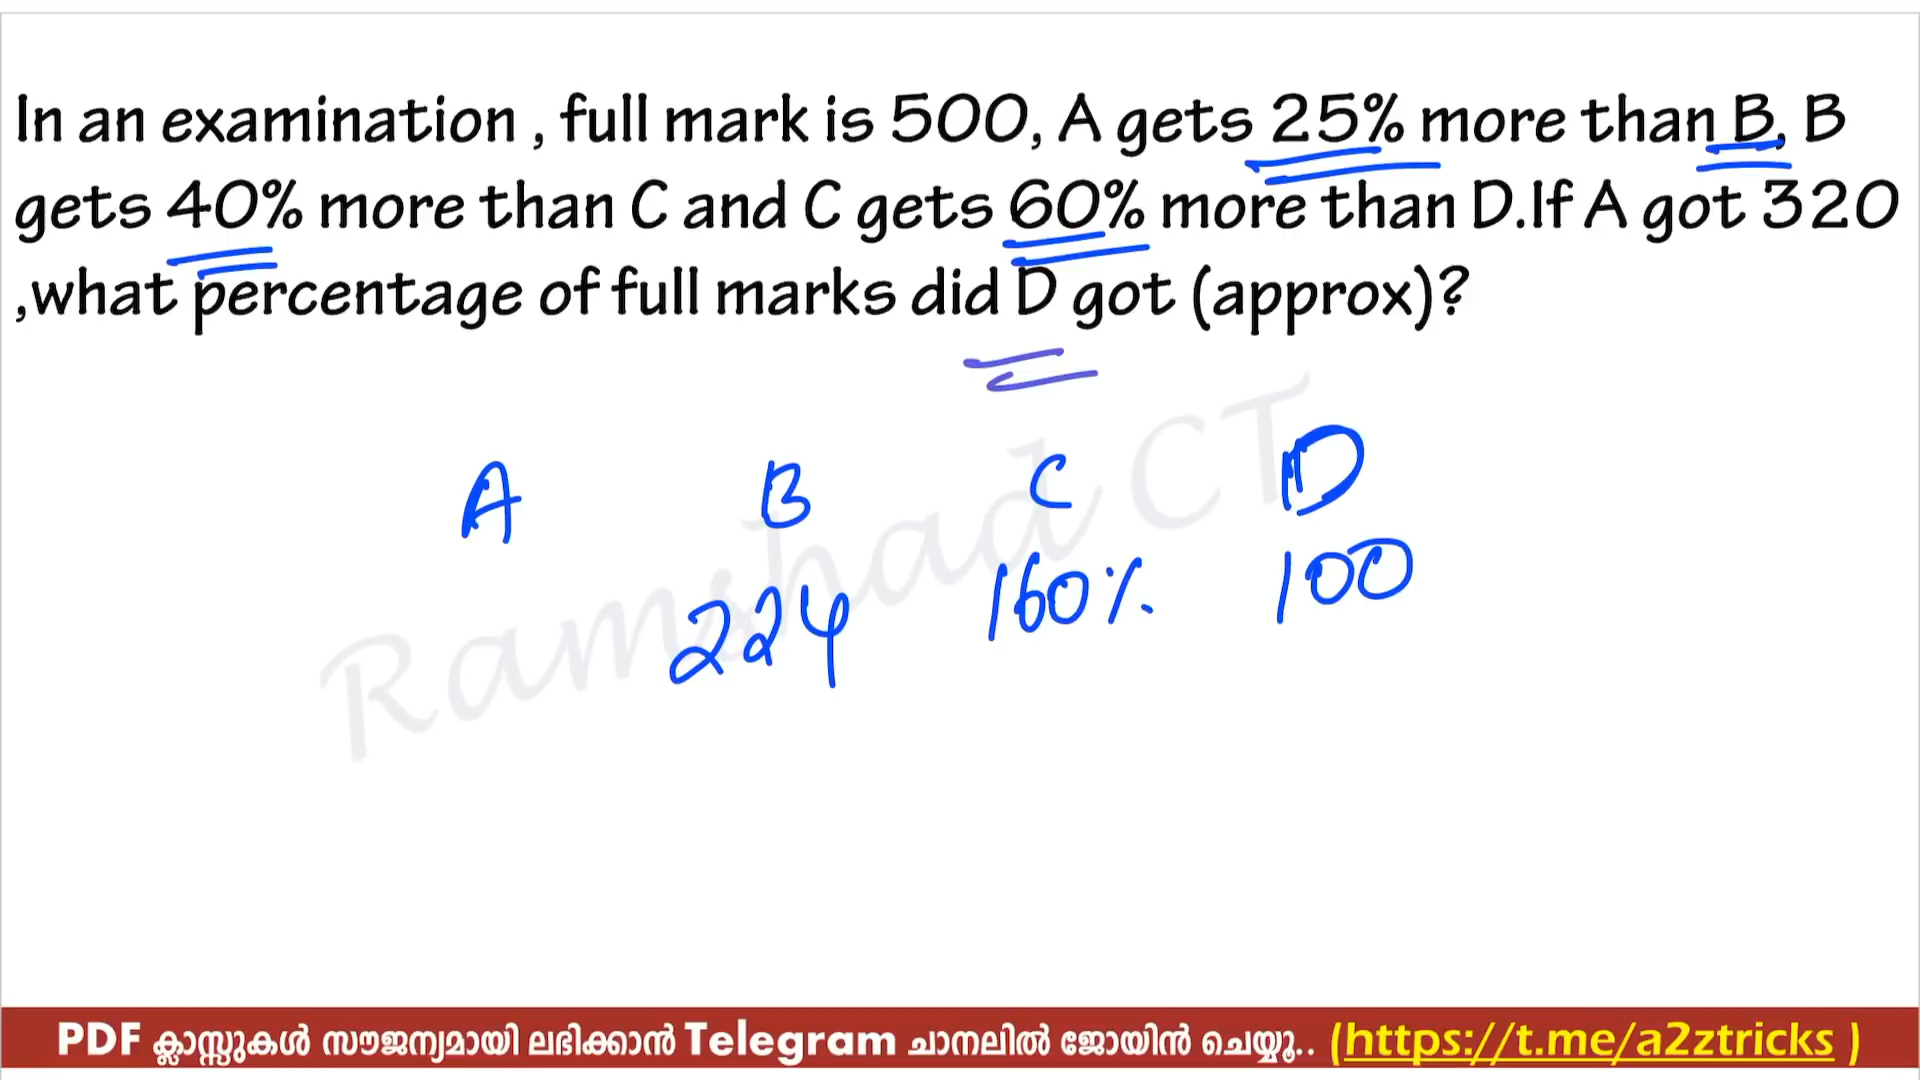 In an examination , full mark is 500, A gets 25% more than B, B
gets 40% more than C and C gets 60% more than D.If A got 320
,what percentage of full marks did D got (approx)?
A B C D
224 160% 100
Ramshad CT
PDF ക്ലാസ്സുകൾ സൗജന്യമായി ലഭിക്കാൻ Telegram ചാനലിൽ ജോയിൻ ചെയ്യൂ.. (https://t.me/a2ztricks )